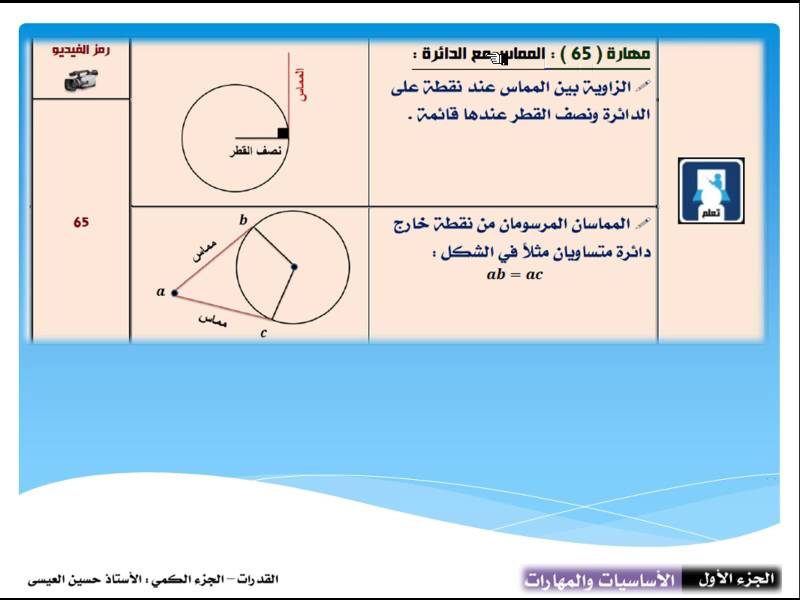 مهارة ( 65 ) : المماس مع الدائرة :
رمز الفيديو
الزاوية بين المماس عند نقطة على
الدائرة ونصف القطر عندها قائمة .
المماس
نصف القطر
تعلم
65
المماسان المرسومان من نقطة خارج
دائرة متساويان مثلاً في الشكل :
ab = ac
b
مماس
a
مماس
c
الجزء الأول
الأساسيات والمهارات
القدرات – الجزء الكمي : الأستاذ حسين العيسى